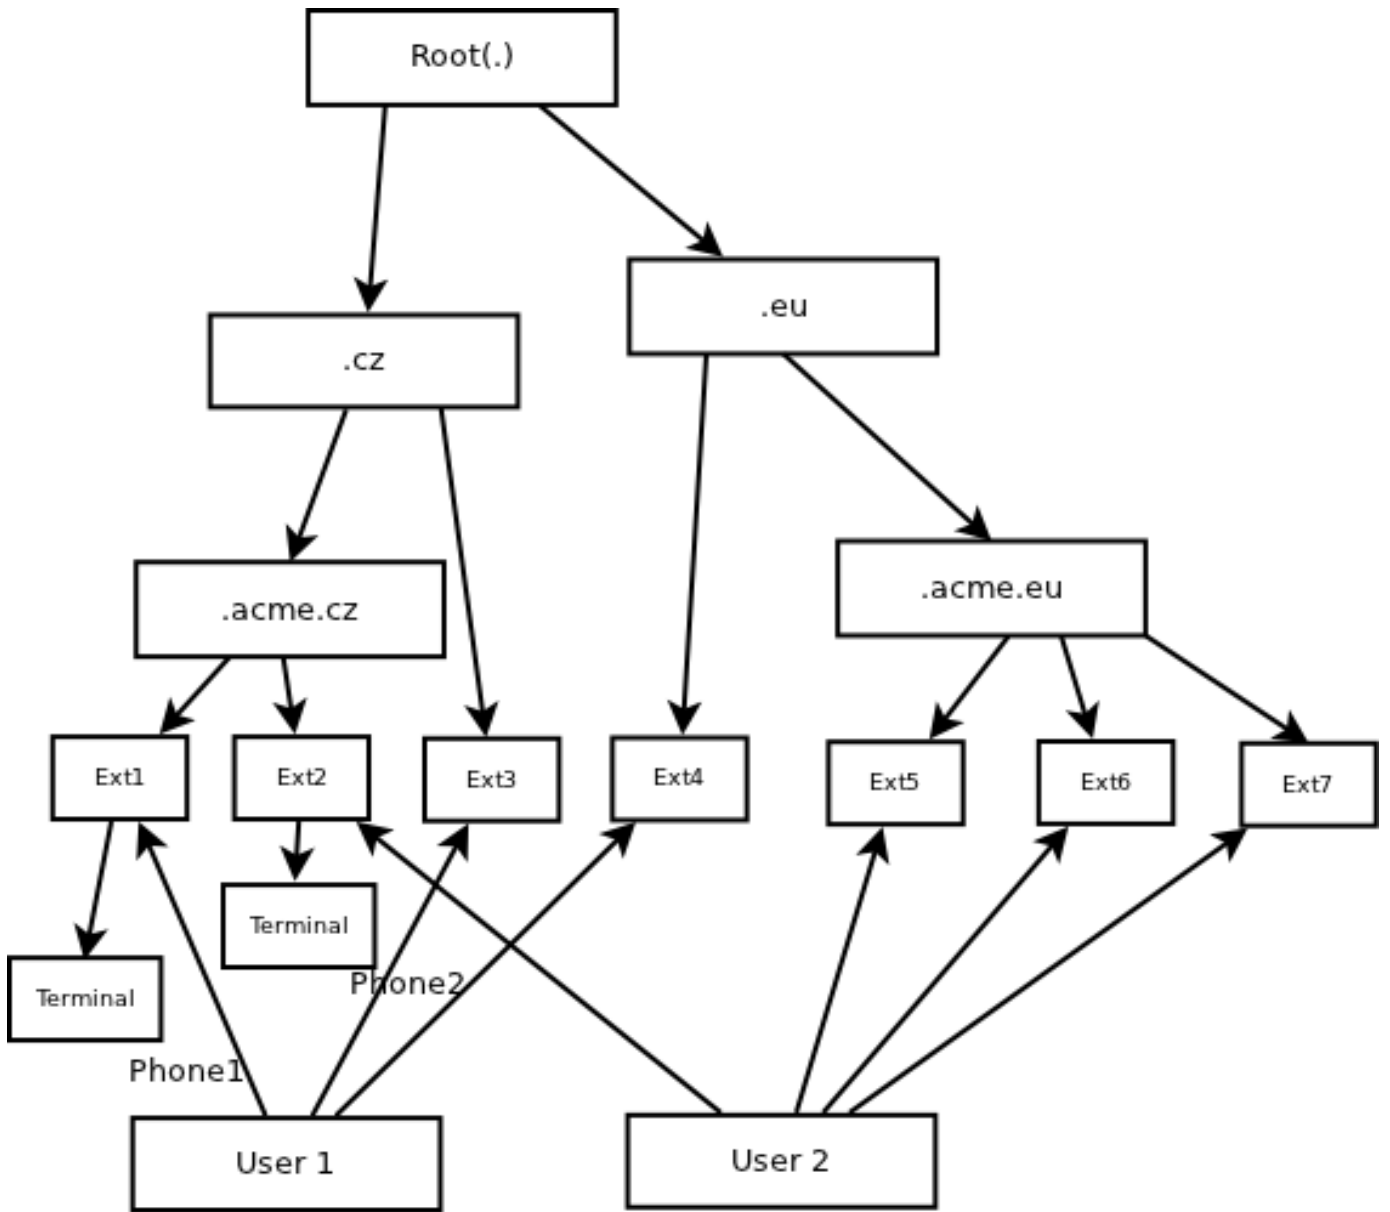 Root(.)
.eu
.cz
.acme.eu
.acme.cz
Ext1
Ext2
Ext3
Ext4
Ext5
Ext6
Ext7
Terminal
Phone2
Terminal
Phone1
User 1
User 2